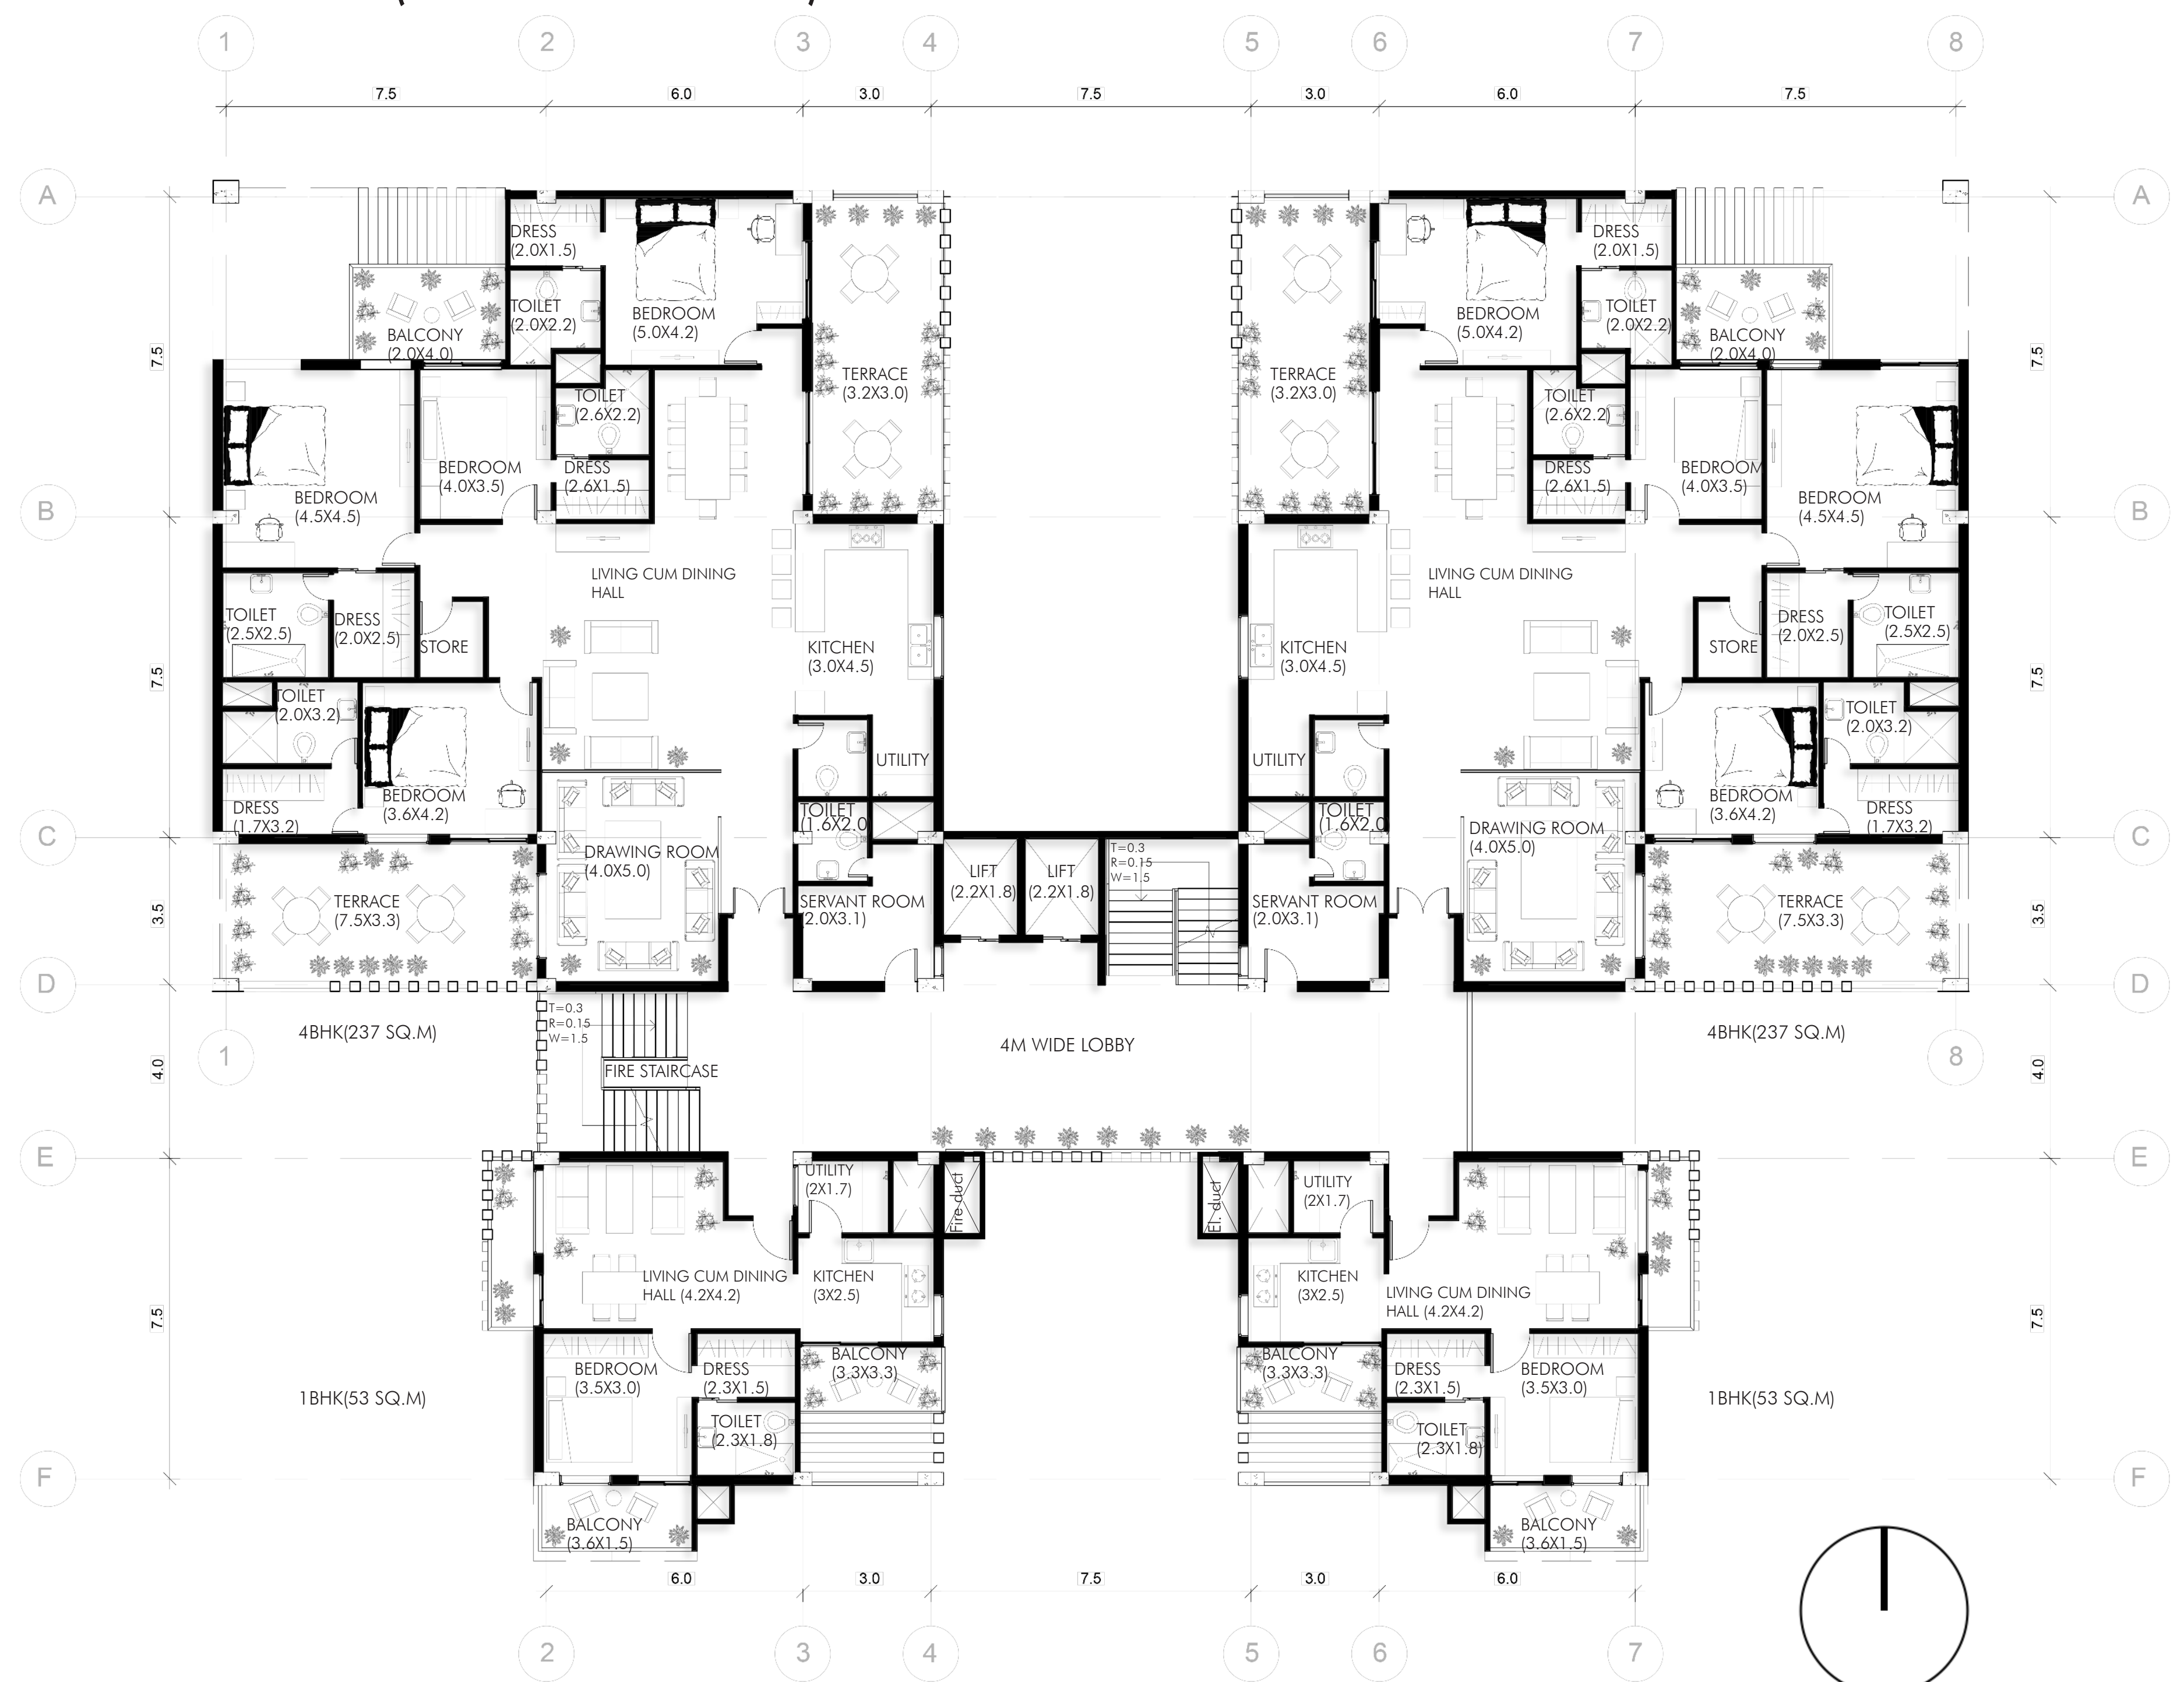 1 2 3 4 5 6 7 8
7.5 6.0 3.0 7.5 3.0 6.0 7.5
A A
DRESS
(2.0X1.5)
DRESS
(2.0X1.5)
TOILET
(2.0X2.2)
BEDROOM
(5.0X4.2)
BEDROOM
(5.0X4.2)
TOILET
(2.0X2.2)
BALCONY
(2.0X4.0)
BALCONY
(2.0X4.0)
7.5
7.5
TERRACE
(3.2X3.0)
TERRACE
(3.2X3.0)
TOILET
(2.6X2.2)
TOILET
(2.6X2.2)
BEDROOM
(4.0X3.5)
DRESS
(2.6X1.5)
DRESS
(2.6X1.5)
BEDROOM
(4.0X3.5)
BEDROOM
(4.5X4.5)
BEDROOM
(4.5X4.5)
B B
LIVING CUM DINING
HALL
LIVING CUM DINING
HALL
TOILET
(2.5X2.5)
DRESS
(2.0X2.5)
STORE
KITCHEN
(3.0X4.5)
KITCHEN
(3.0X4.5)
STORE
DRESS
(2.0X2.5)
TOILET
(2.5X2.5)
7.5
7.5
TOILET
(2.0X3.2)
TOILET
(2.0X3.2)
UTILITY
UTILITY
DRESS
(1.7X3.2)
BEDROOM
(3.6X4.2)
TOILET
(1.6X2.0
TOILET
(1.6X2.0
BEDROOM
(3.6X4.2)
DRESS
(1.7X3.2)
C C
DRAWING ROOM
(4.0X5.0)
T=0.3
R=0.15
W=1.5
DRAWING ROOM
(4.0X5.0)
LIFT
(2.2X1.8)
LIFT
(2.2X1.8)
TERRACE
(7.5X3.3)
SERVANT ROOM
(2.0X3.1)
SERVANT ROOM
(2.0X3.1)
TERRACE
(7.5X3.3)
3.5
3.5
D D
4BHK(237 SQ.M)
T=0.3
R=0.15
W=1.5
4M WIDE LOBBY
4BHK(237 SQ.M)
1 8
FIRE STAIRCASE
4.0
4.0
E E
UTILITY
(2X1.7)
Fire duct
El. duct
UTILITY
(2X1.7)
LIVING CUM DINING
HALL (4.2X4.2)
KITCHEN
(3X2.5)
KITCHEN
(3X2.5)
LIVING CUM DINING
HALL (4.2X4.2)
7.5
7.5
BEDROOM
(3.5X3.0)
DRESS
(2.3X1.5)
BALCONY
(3.3X3.3)
BALCONY
(3.3X3.3)
DRESS
(2.3X1.5)
BEDROOM
(3.5X3.0)
1BHK(53 SQ.M)
1BHK(53 SQ.M)
TOILET
(2.3X1.8)
TOILET
(2.3X1.8)
F F
BALCONY
(3.6X1.5)
BALCONY
(3.6X1.5)
6.0 3.0 7.5 3.0 6.0
2 3 4 5 6 7